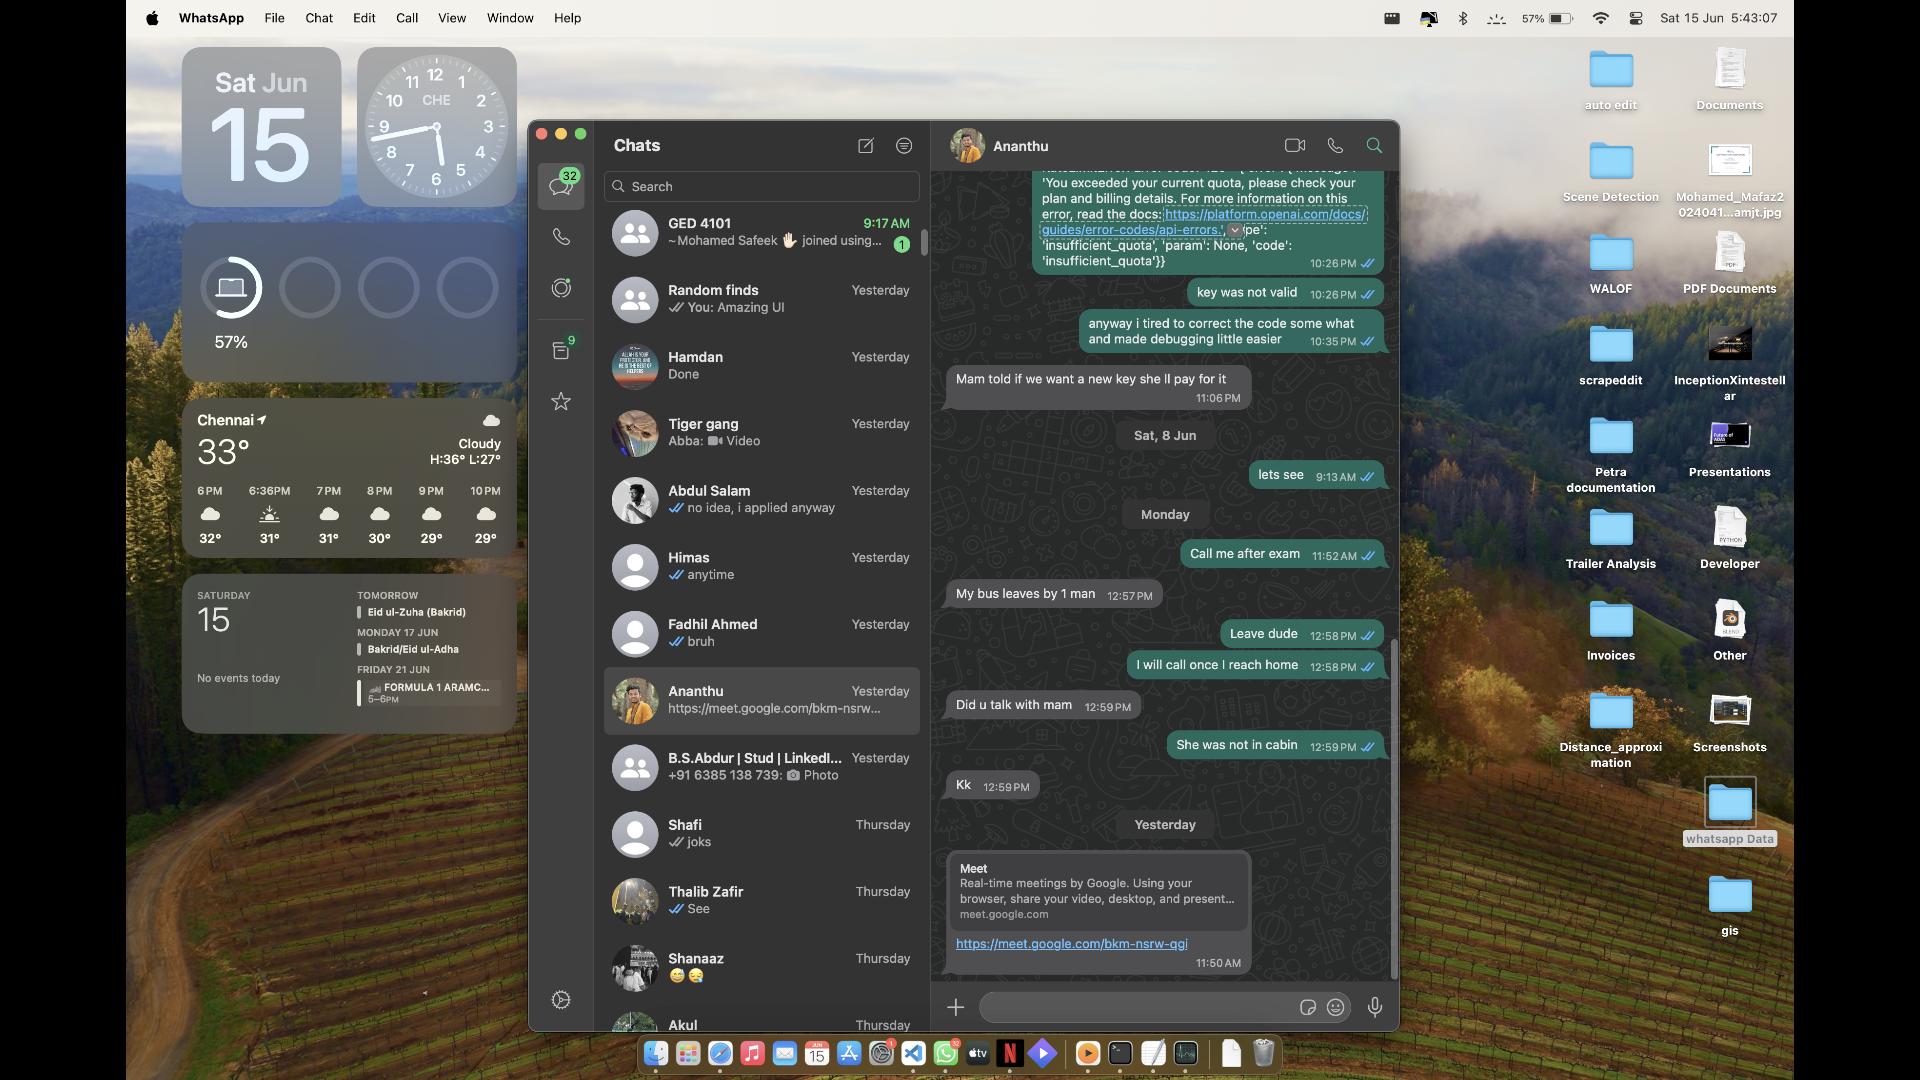 WhatsApp File Chat Edit Call View Window Help
57%
Sat 15 Jun 5:43:07
Sat Jun
15
12
1
2
3
4
5
6
7
8
9
10
11
CHE
57%
Chennai
33°
Cloudy
H:36° L:27°
6PM 6:36PM 7PM 8PM 9PM 10PM
32° 31° 31° 30° 29° 29°
SATURDAY
15
No events today
TOMORROW
Eid ul-Zuha (Bakrid)
MONDAY 17 JUN
Bakrid/Eid ul-Adha
FRIDAY 21 JUN
FORMULA 1 ARAMC...
5–6PM
32
9
Chats
Search
GED 4101 9:17 AM
~Mohamed Safeek 🖐🏻 joined using... 1
Random finds Yesterday
You: Amazing UI
Hamdan Yesterday
Done
Tiger gang Yesterday
Abba: Video
Abdul Salam Yesterday
no idea, i applied anyway
Himas Yesterday
anytime
Fadhil Ahmed Yesterday
bruh
Ananthu Yesterday
https://meet.google.com/bkm-nsrw...
B.S.Abdur | Stud | LinkedI... Yesterday
+91 6385 138 739: Photo
Shafi Thursday
joks
Thalib Zafir Thursday
See
Shanaaz Thursday
😅😪
Akul Thursday
Ananthu
'You exceeded your current quota, please check your
plan and billing details. For more information on this
error, read the docs: https://platform.openai.com/docs/
guides/error-codes/api-errors.', pe':
'insufficient_quota', 'param': None, 'code':
'insufficient_quota'}} 10:26 PM
key was not valid 10:26 PM
anyway i tired to correct the code some what
and made debugging little easier 10:35 PM
Mam told if we want a new key she ll pay for it
11:06 PM
Sat, 8 Jun
lets see 9:13 AM
Monday
Call me after exam 11:52 AM
My bus leaves by 1 man 12:57 PM
Leave dude 12:58 PM
I will call once I reach home 12:58 PM
Did u talk with mam 12:59 PM
She was not in cabin 12:59 PM
Kk 12:59 PM
Yesterday
Meet
Real-time meetings by Google. Using your
browser, share your video, desktop, and present...
meet.google.com
https://meet.google.com/bkm-nsrw-qgi
11:50 AM
auto edit
Documents
Scene Detection
Mohamed_Mafaz2
024041...amjt.jpg
WALOF
PDF
PDF Documents
scrapeddit
InceptionXintestell
ar
Petra
documentation
Presentations
Trailer Analysis
PYTHON
Developer
Invoices
BLEND
Other
Distance_approxi
mation
Screenshots
whatsapp Data
gis
JUN
15
1
32
tv
N